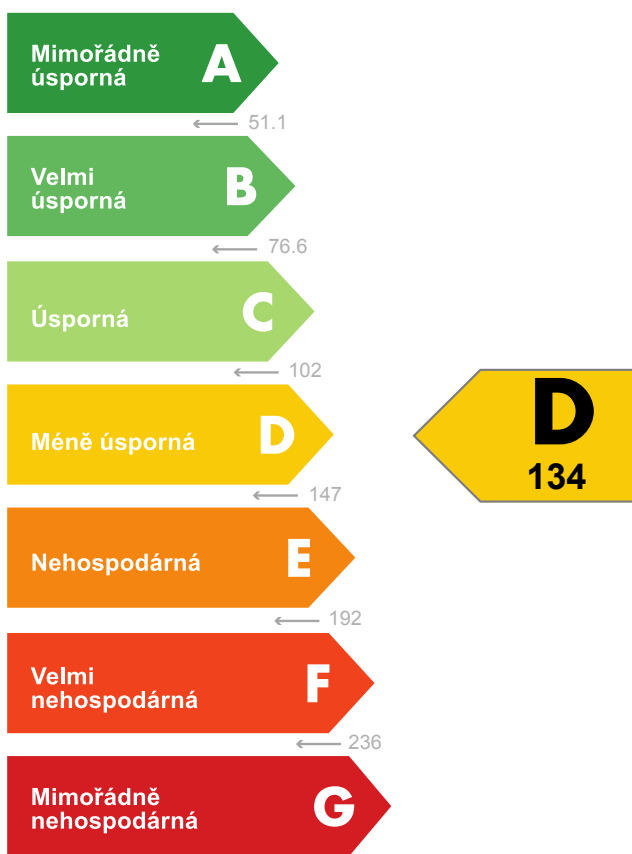 Mimořádně
úsporná
A
← 51.1
Velmi
úsporná
B
← 76.6
Úsporná
C
← 102
Méně úsporná
D
D
134
← 147
Nehospodárná
E
← 192
Velmi
nehospodárná
F
← 236
Mimořádně
nehospodárná
G